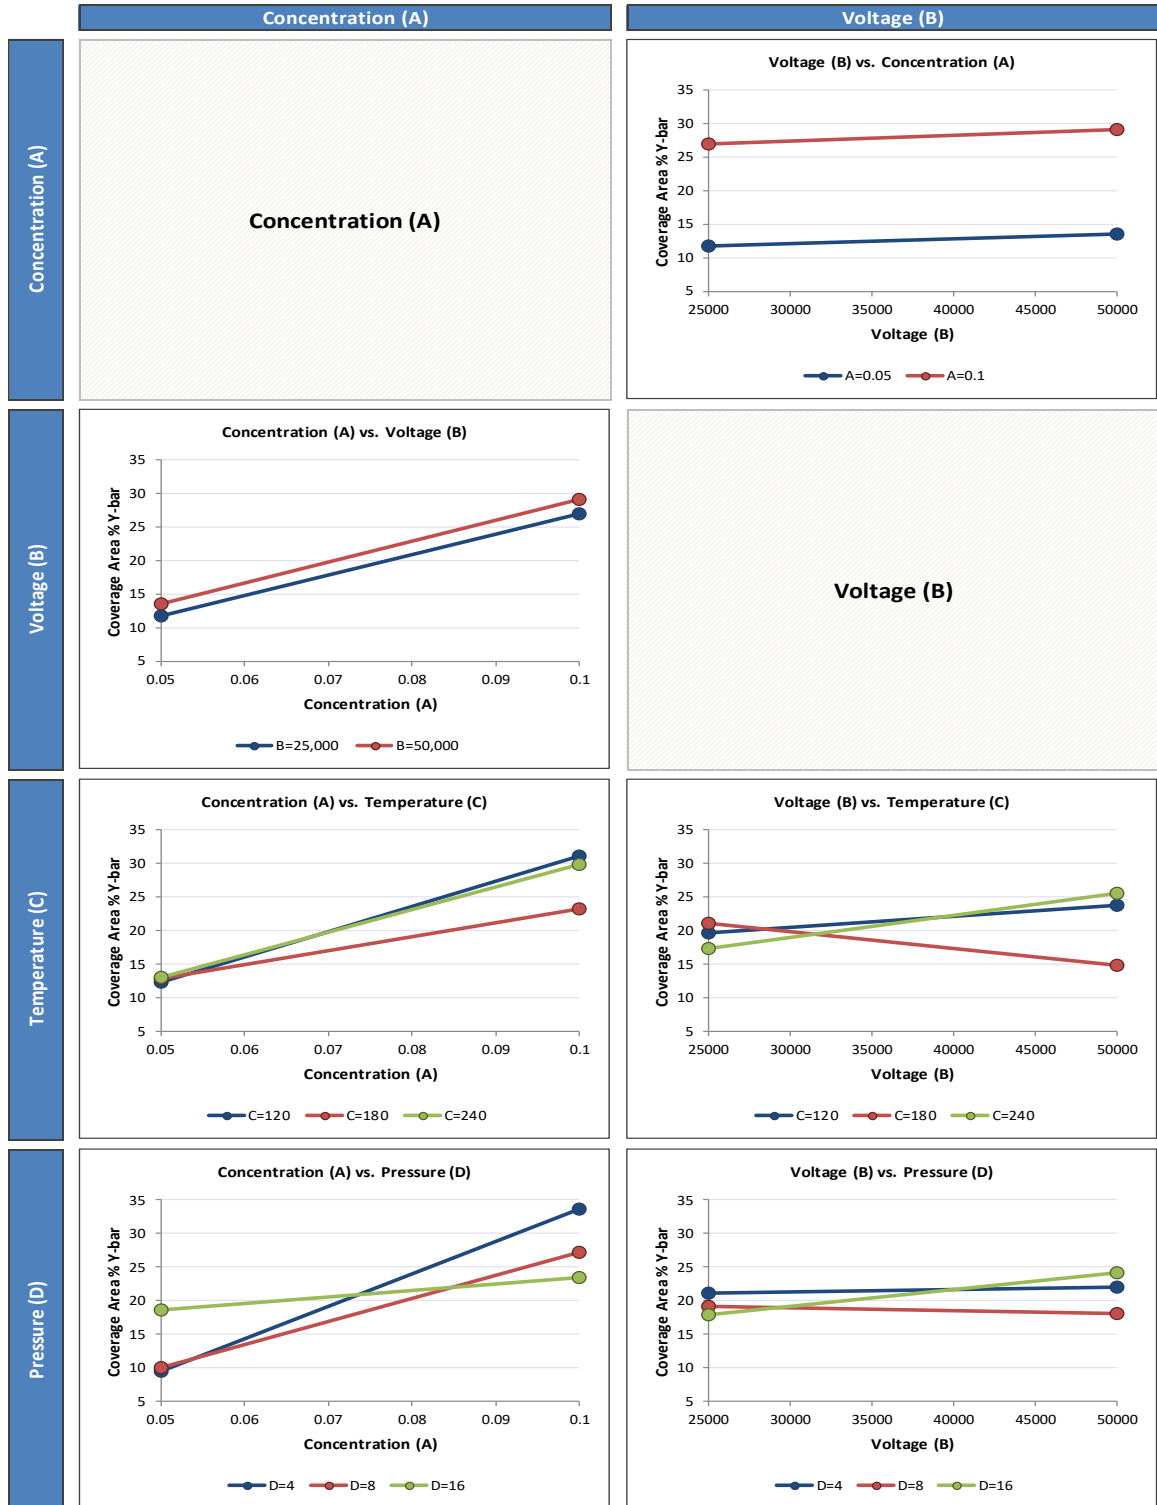 Concentration (A)
Voltage (B)
Concentration (A)
Concentration (A)
Voltage (B) vs. Concentration (A)
Coverage Area % Y-bar
35
30
25
20
15
10
5
25000 30000 35000 40000 45000 50000
Voltage (B)
A=0.05 A=0.1
Voltage (B)
Concentration (A) vs. Voltage (B)
Coverage Area % Y-bar
35
30
25
20
15
10
5
0.05 0.06 0.07 0.08 0.09 0.1
Concentration (A)
B=25,000 B=50,000
Voltage (B)
Temperature (C)
Concentration (A) vs. Temperature (C)
Coverage Area % Y-bar
35
30
25
20
15
10
5
0.05 0.06 0.07 0.08 0.09 0.1
Concentration (A)
C=120 C=180 C=240
Voltage (B) vs. Temperature (C)
Coverage Area % Y-bar
35
30
25
20
15
10
5
25000 30000 35000 40000 45000 50000
Voltage (B)
C=120 C=180 C=240
Pressure (D)
Concentration (A) vs. Pressure (D)
Coverage Area % Y-bar
35
30
25
20
15
10
5
0.05 0.06 0.07 0.08 0.09 0.1
Concentration (A)
D=4 D=8 D=16
Voltage (B) vs. Pressure (D)
Coverage Area % Y-bar
35
30
25
20
15
10
5
25000 30000 35000 40000 45000 50000
Voltage (B)
D=4 D=8 D=16